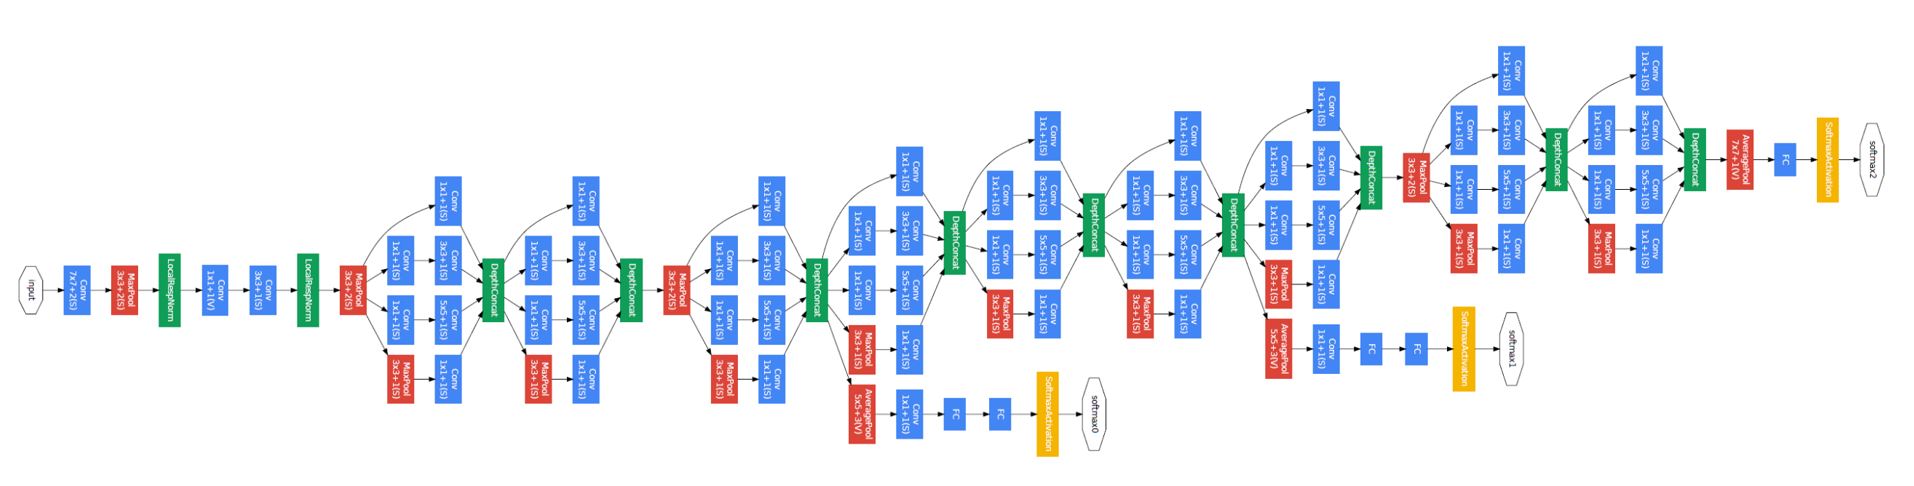 input
Conv
7x7+2(S)
MaxPool
3x3+2(S)
LocalRespNorm
Conv
1x1+1(V)
Conv
3x3+1(S)
LocalRespNorm
MaxPool
3x3+2(S)
Conv
1x1+1(S)
Conv
1x1+1(S)
MaxPool
3x3+1(S)
Conv
1x1+1(S)
Conv
3x3+1(S)
Conv
5x5+1(S)
Conv
1x1+1(S)
DepthConcat
Conv
1x1+1(S)
Conv
1x1+1(S)
MaxPool
3x3+1(S)
Conv
1x1+1(S)
Conv
3x3+1(S)
Conv
5x5+1(S)
Conv
1x1+1(S)
DepthConcat
MaxPool
3x3+2(S)
Conv
1x1+1(S)
Conv
1x1+1(S)
MaxPool
3x3+1(S)
Conv
1x1+1(S)
Conv
3x3+1(S)
Conv
5x5+1(S)
Conv
1x1+1(S)
DepthConcat
Conv
1x1+1(S)
Conv
1x1+1(S)
MaxPool
3x3+1(S)
AveragePool
5x5+3(V)
Conv
1x1+1(S)
Conv
3x3+1(S)
Conv
5x5+1(S)
Conv
1x1+1(S)
Conv
1x1+1(S)
DepthConcat
FC
Conv
1x1+1(S)
Conv
1x1+1(S)
MaxPool
3x3+1(S)
FC
Conv
1x1+1(S)
Conv
3x3+1(S)
Conv
5x5+1(S)
Conv
1x1+1(S)
SoftmaxActivation
DepthConcat
softmax0
Conv
1x1+1(S)
Conv
1x1+1(S)
MaxPool
3x3+1(S)
Conv
1x1+1(S)
Conv
3x3+1(S)
Conv
5x5+1(S)
Conv
1x1+1(S)
DepthConcat
Conv
1x1+1(S)
Conv
1x1+1(S)
MaxPool
3x3+1(S)
AveragePool
5x5+3(V)
Conv
1x1+1(S)
Conv
3x3+1(S)
Conv
5x5+1(S)
Conv
1x1+1(S)
Conv
1x1+1(S)
DepthConcat
FC
MaxPool
3x3+2(S)
FC
Conv
1x1+1(S)
Conv
1x1+1(S)
MaxPool
3x3+1(S)
SoftmaxActivation
Conv
1x1+1(S)
Conv
3x3+1(S)
Conv
5x5+1(S)
Conv
1x1+1(S)
softmax1
DepthConcat
Conv
1x1+1(S)
Conv
1x1+1(S)
MaxPool
3x3+1(S)
Conv
1x1+1(S)
Conv
3x3+1(S)
Conv
5x5+1(S)
Conv
1x1+1(S)
DepthConcat
AveragePool
7x7+1(V)
FC
SoftmaxActivation
softmax2